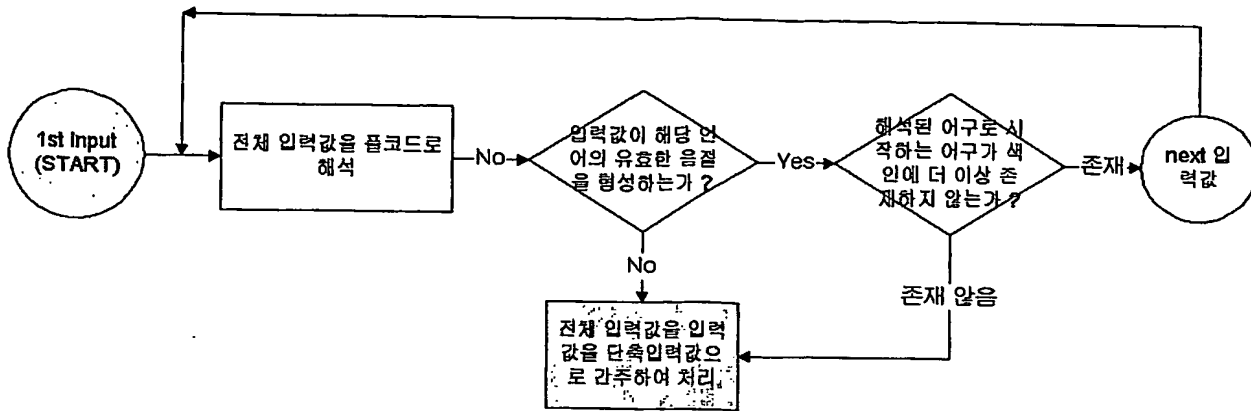 1st Input
(START)
전체 입력값을 풀코드로
해석
No
입력값이 해당 언
어의 유효한 음절
을 형성하는가 ?
Yes
해석된 어구로 시
작하는 어구가 색
인에 더 이상 존
재하지 않는가 ?
존재
next 입
력값
No
존재 않음
전체 입력값을 입력
값을 단축입력값으
로 간주하여 처리